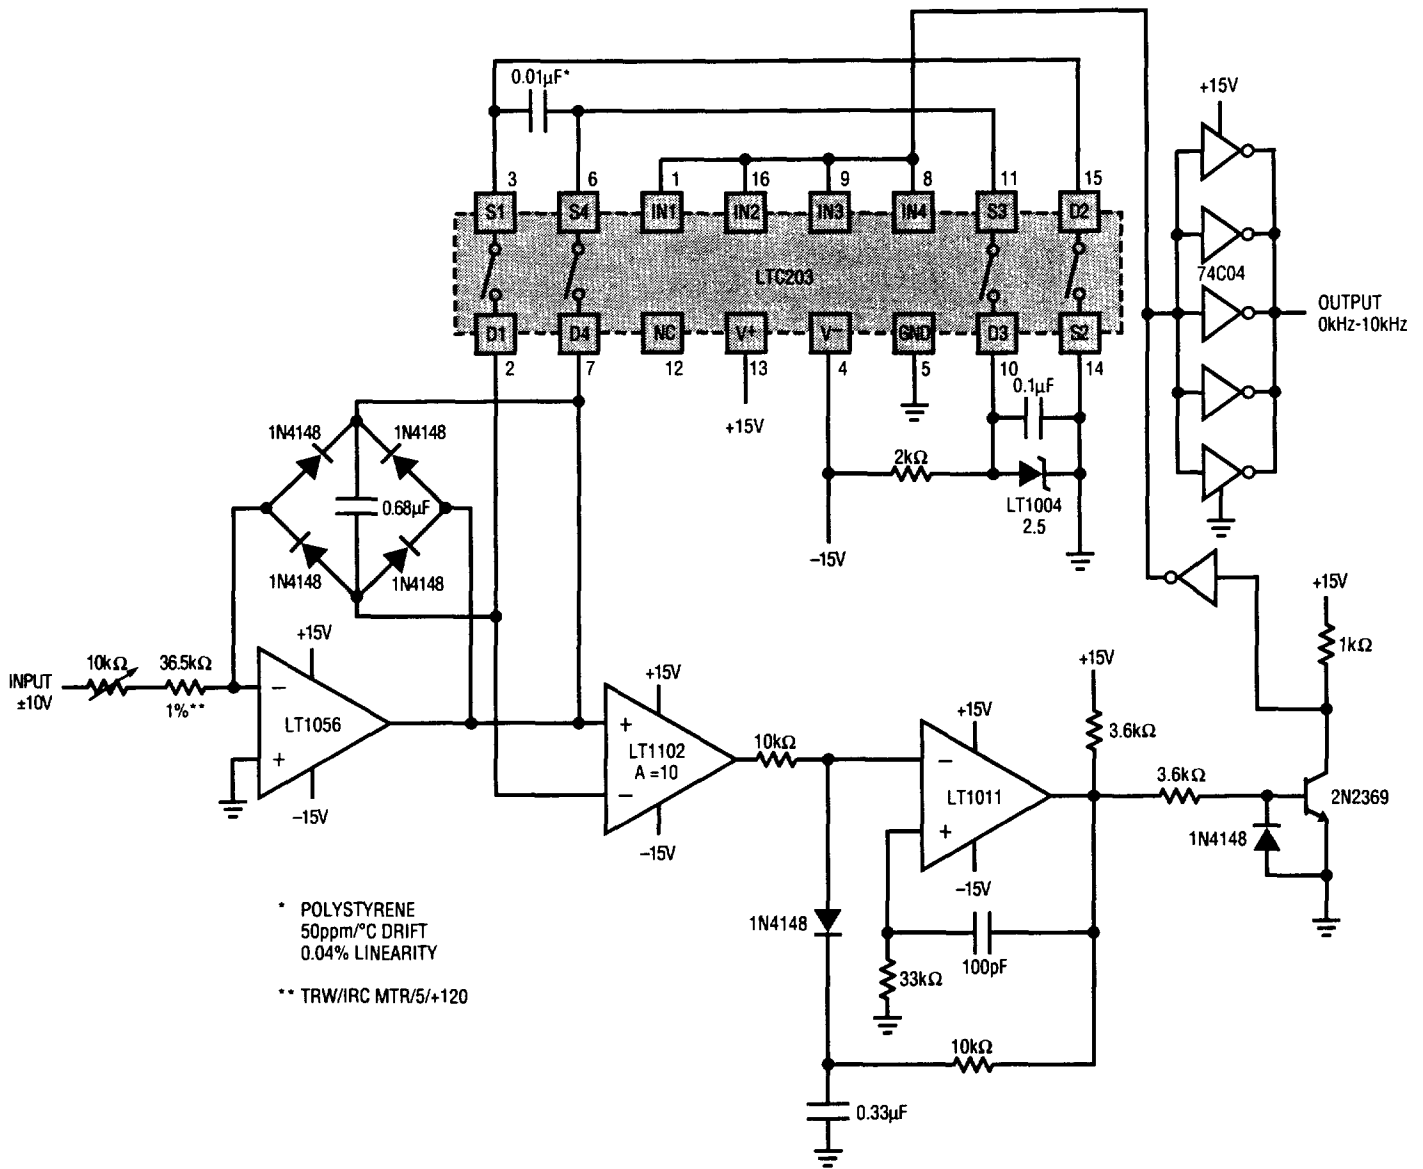 0.01µF*
+15V
3
6
1
16
9
8
11
15
S1
S4
IN1
IN2
IN3
IN4
S3
D2
LTC203
74C04
OUTPUT
0kHz-10kHz
D1
D4
NC
V+
V–
GND
D3
S2
2
7
12
13
4
5
10
14
+15V
0.1µF
1N4148
1N4148
2kΩ
0.68µF
LT1004
2.5
–15V
1N4148
1N4148
+15V
1kΩ
INPUT
±10V
10kΩ
36.5kΩ
1%**
+15V
–
LT1056
+
–15V
+15V
+
LT1102
A =10
–
–15V
10kΩ
+15V
–
LT1011
+
–15V
+15V
3.6kΩ
3.6kΩ
2N2369
1N4148
1N4148
100pF
33kΩ
10kΩ
0.33µF
* POLYSTYRENE
50ppm/°C DRIFT
0.04% LINEARITY
** TRW/IRC MTR/5/+120